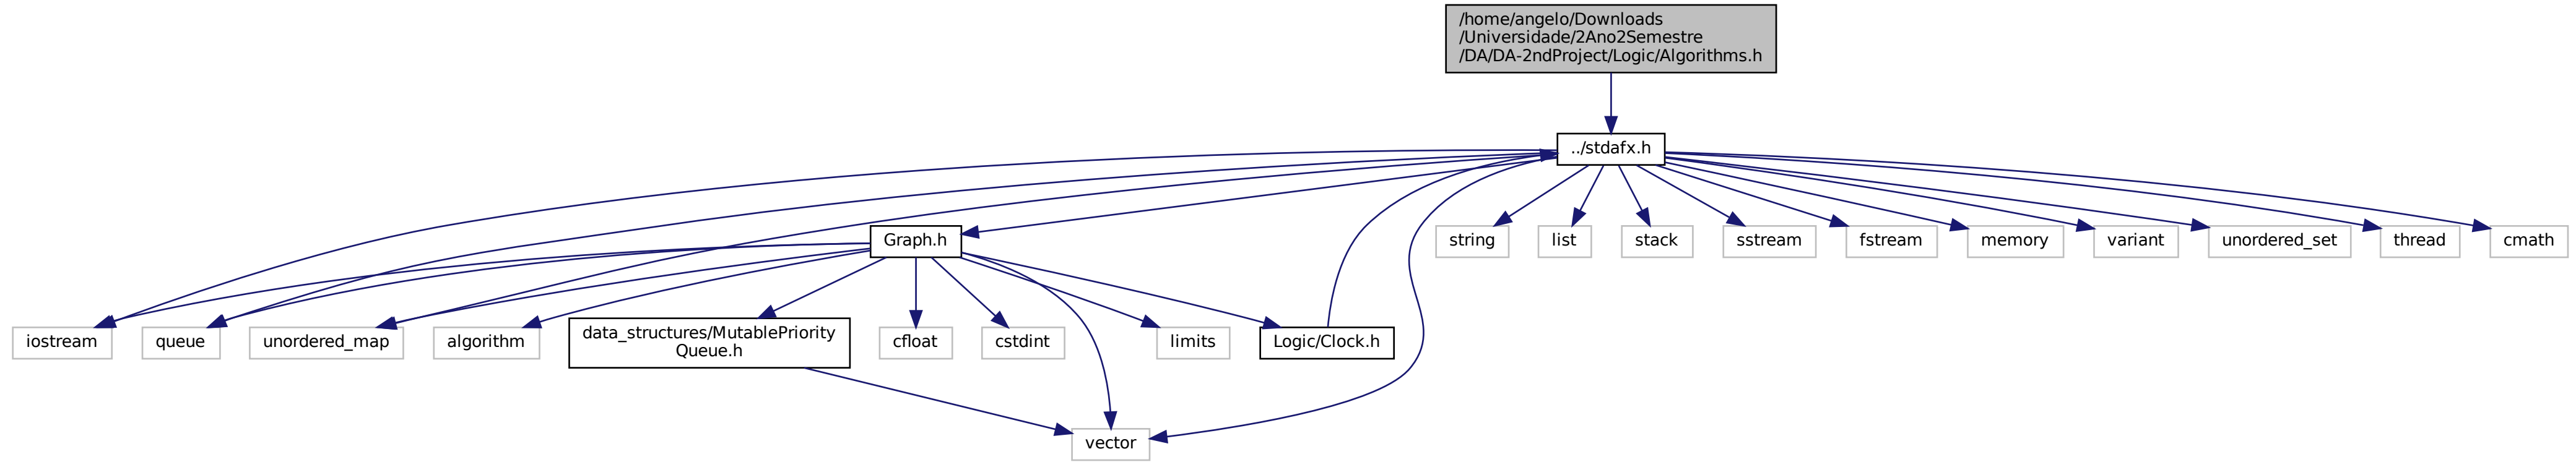 /home/angelo/Downloads
/Universidade/2Ano2Semestre
/DA/DA-2ndProject/Logic/Algorithms.h
../stdafx.h
Graph.h
string
list
stack
sstream
fstream
memory
variant
unordered_set
thread
cmath
iostream
queue
unordered_map
algorithm
data_structures/MutablePriority
Queue.h
cfloat
cstdint
limits
Logic/Clock.h
vector